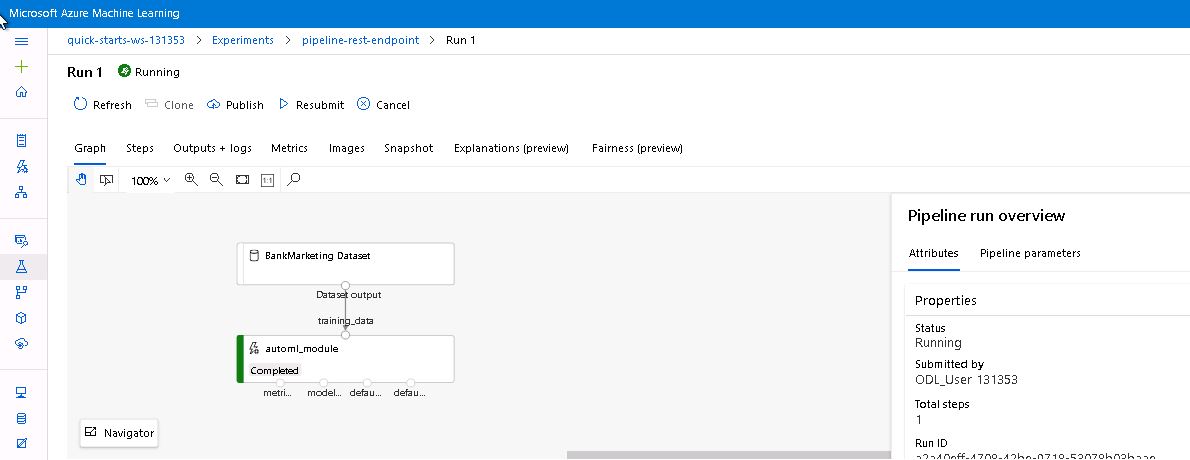 Microsoft Azure Machine Learning
quick-starts-ws-131353 > Experiments > pipeline-rest-endpoint > Run 1
Run 1 Running
Refresh Clone Publish Resubmit Cancel
Graph Steps Outputs + logs Metrics Images Snapshot Explanations (preview) Fairness (preview)
100% 1:1
BankMarketing Dataset
Dataset output
training_data
automl_module
Completed
metri... model... defau... defau...
Navigator
Pipeline run overview
Attributes Pipeline parameters
Properties
Status
Running
Submitted by
ODL_User 131353
Total steps
1
Run ID